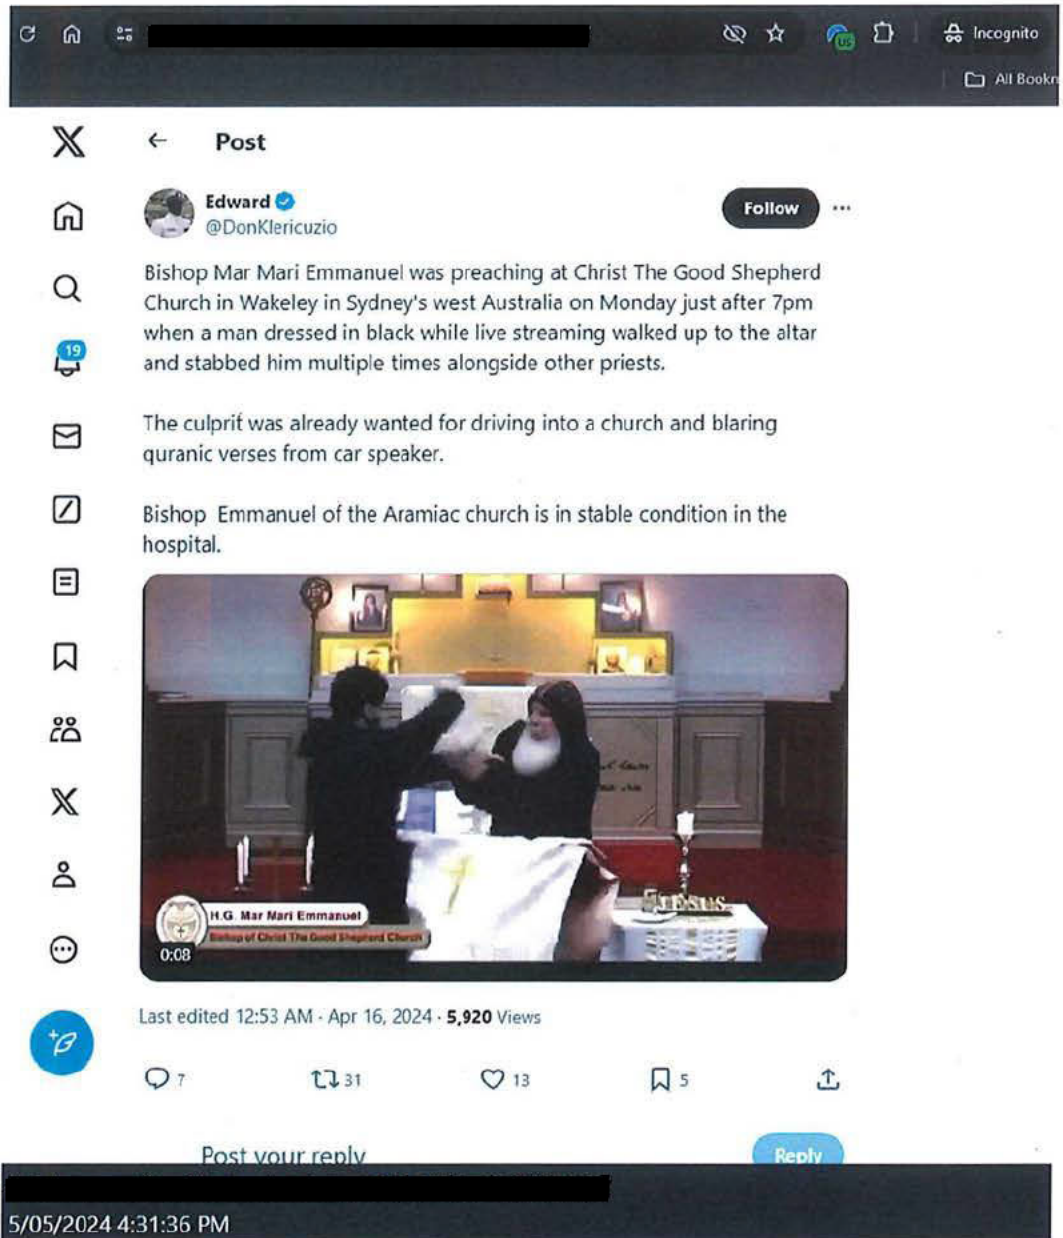 Incognito
US
All Bookn
Post
Edward
@DonKlericuzio
Follow
Bishop Mar Mari Emmanuel was preaching at Christ The Good Shepherd
Church in Wakeley in Sydney's west Australia on Monday just after 7pm
when a man dressed in black while live streaming walked up to the altar
and stabbed him multiple times alongside other priests.
19
The culprit was already wanted for driving into a church and blaring
quranic verses from car speaker.
Bishop Emmanuel of the Aramiac church is in stable condition in the
hospital.
JESUS
H.G. Mar Mari Emmanuel
Bishop of Christ The Good Shepherd Church
0:08
Last edited 12:53 AM · Apr 16, 2024 · 5,920 Views
7
31
13
5
Post your reply
Reply
5/05/2024 4:31:36 PM